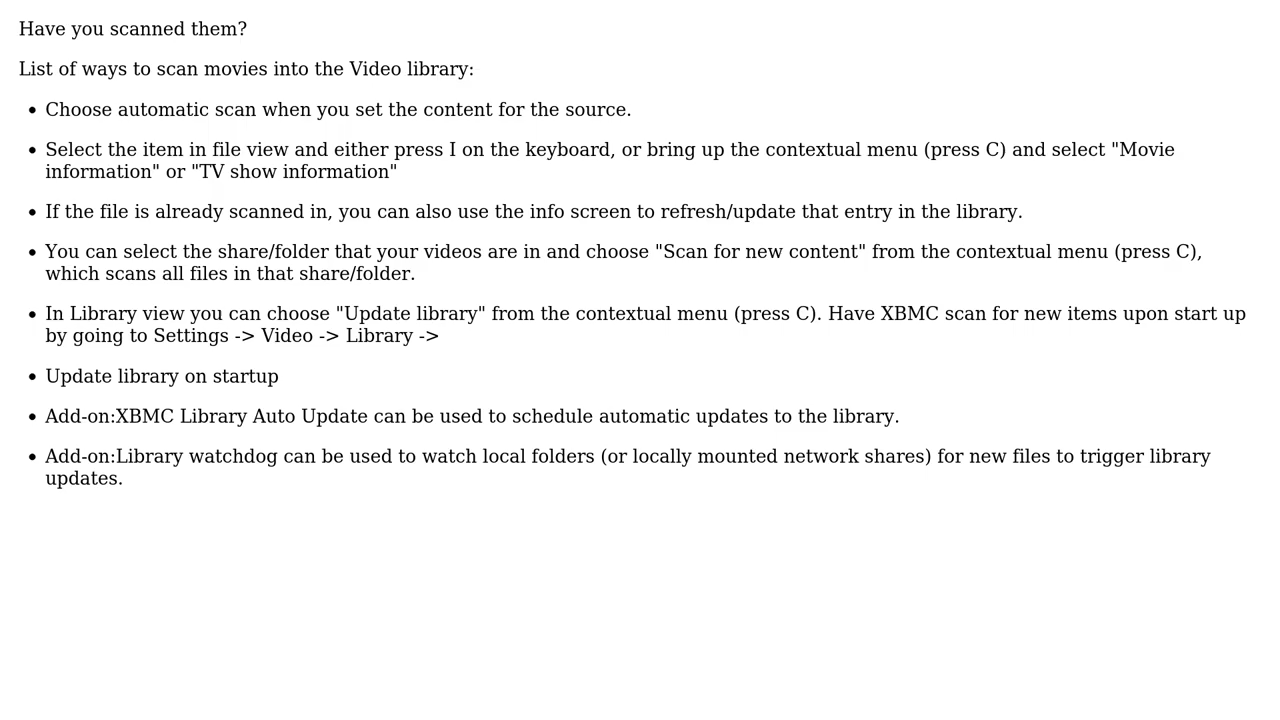 Have you scanned them?
List of ways to scan movies into the Video library:
• Choose automatic scan when you set the content for the source.
• Select the item in file view and either press I on the keyboard, or bring up the contextual menu (press C) and select "Movie
information" or "TV show information"
• If the file is already scanned in, you can also use the info screen to refresh/update that entry in the library.
• You can select the share/folder that your videos are in and choose "Scan for new content" from the contextual menu (press C),
which scans all files in that share/folder.
• In Library view you can choose "Update library" from the contextual menu (press C). Have XBMC scan for new items upon start up
by going to Settings -> Video -> Library ->
• Update library on startup
• Add-on:XBMC Library Auto Update can be used to schedule automatic updates to the library.
• Add-on:Library watchdog can be used to watch local folders (or locally mounted network shares) for new files to trigger library
updates.